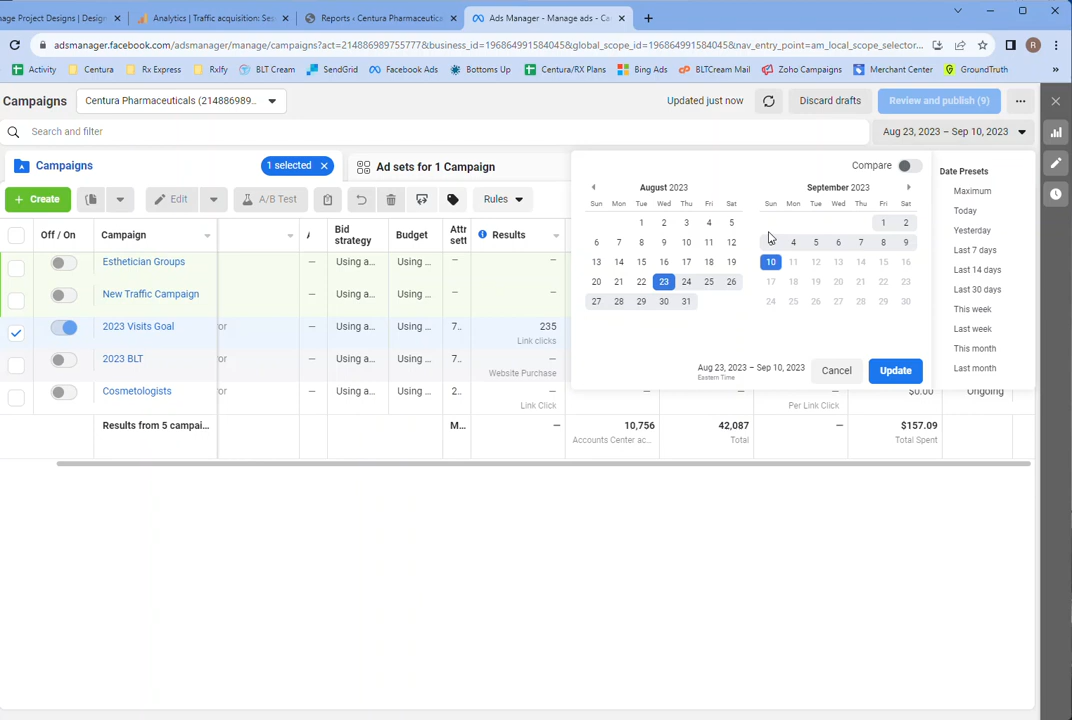 nage Project Designs | Desig
Analytics | Traffic acquisition: Ses
Reports ‹ Centura Pharmaceutica
Ads Manager - Manage ads - Ca
adsmanager.facebook.com/adsmanager/manage/campaigns?act=214886989755777&business_id=196864991584045&global_scope_id=196864991584045&nav_entry_point=am_local_scope_selector...
R
Activity
Centura
Rx Express
Rxlfy
BLT Cream
SendGrid
Facebook Ads
Bottoms Up
Centura/RX Plans
Bing Ads
BLTCream Mail
Zoho Campaigns
Merchant Center
GroundTruth
»
Campaigns
Centura Pharmaceuticals (214886989...
Updated just now
Discard drafts
Review and publish (9)
Search and filter
Aug 23, 2023 – Sep 10, 2023
Campaigns
1 selected
Ad sets for 1 Campaign
Create
Edit
A/B Test
Rules
Off / On
Campaign
Bid
strategy
Budget
Attr
sett
Results
Esthetician Groups
— Using a... Using ... — —
New Traffic Campaign
— Using a... Using ... — —
2023 Visits Goal
or — Using a... Using ... 7... 235
Link clicks
2023 BLT
or — Using a... Using ... 7... —
Website Purchase
Cosmetologists
or — Using a... Using ... 2... —
Link Click
Per Link Click
$0.00
Ongoing
Results from 5 campai...
M... — 10,756 42,087 — $157.09
Accounts Center ac... Total Total Spent
Compare
August 2023
Sun Mon Tue Wed Thu Fri Sat
1 2 3 4 5
6 7 8 9 10 11 12
13 14 15 16 17 18 19
20 21 22 23 24 25 26
27 28 29 30 31
September 2023
Sun Mon Tue Wed Thu Fri Sat
1 2
4 5 6 7 8 9
10 11 12 13 14 15 16
17 18 19 20 21 22 23
24 25 26 27 28 29 30
Aug 23, 2023 – Sep 10, 2023
Eastern Time
Cancel
Update
Date Presets
Maximum
Today
Yesterday
Last 7 days
Last 14 days
Last 30 days
This week
Last week
This month
Last month